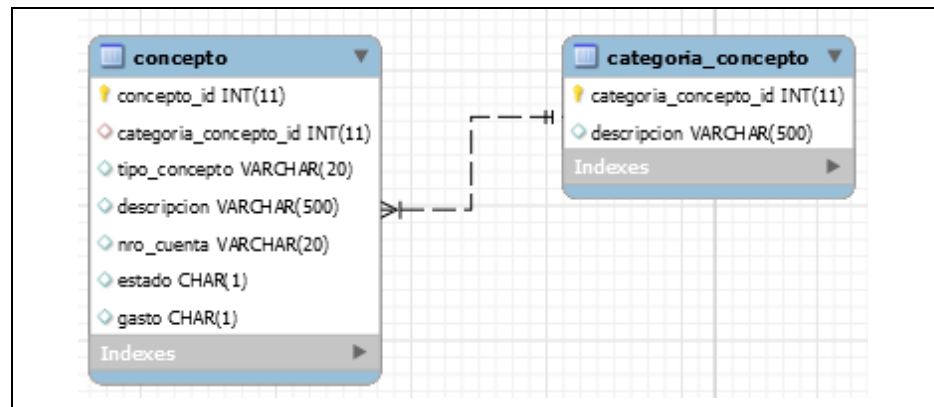 concepto
concepto_id INT(11)
categoria_concepto_id INT(11)
tipo_concepto VARCHAR(20)
descripcion VARCHAR(500)
nro_cuenta VARCHAR(20)
estado CHAR(1)
gasto CHAR(1)
Indexes
categoria_concepto
categoria_concepto_id INT(11)
descripcion VARCHAR(500)
Indexes